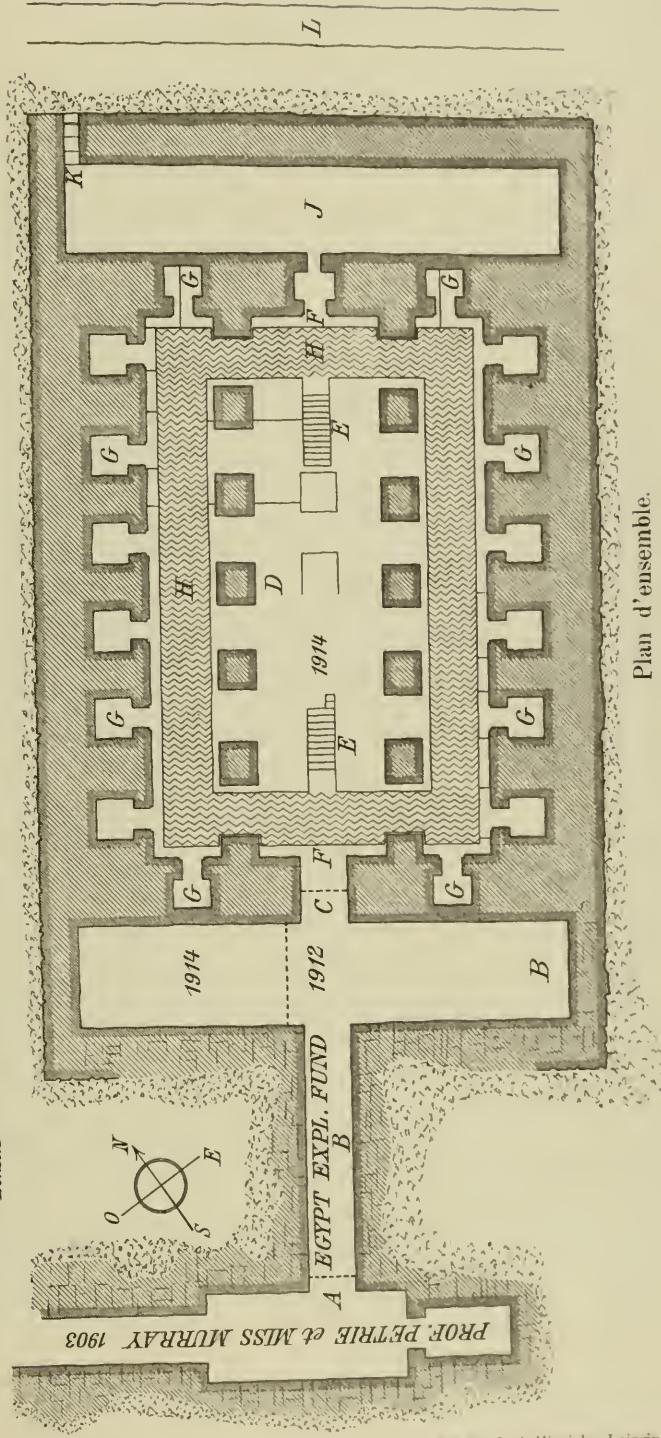 L
K
J
G
G
F
H
G
G
E
H
D
1914
E
G
G
G
G
F
C
1914
1912
B
EGYPT EXPL. FUND
B
N
O
E
S
A
PROF. PETRIE et MISS MURRAY 1903
Plan d'ensemble.